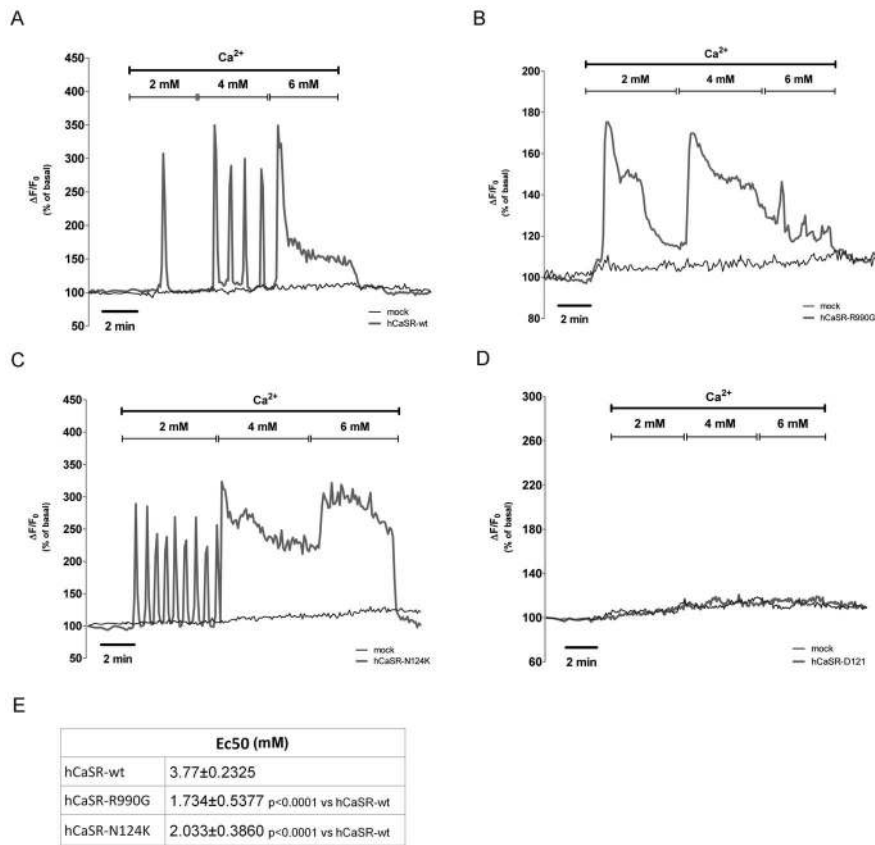 A
Ca2+
2 mM 4 mM 6 mM
450
400
350
300
250
200
150
100
50
ΔF/F0
(% of basal)
2 min
mock
hCaSR-wt
B
Ca2+
2 mM 4 mM 6 mM
200
180
160
140
120
100
80
ΔF/F0
(% of basal)
2 min
mock
hCaSR-R990G
C
Ca2+
2 mM 4 mM 6 mM
450
400
350
300
250
200
150
100
50
ΔF/F0
(% of basal)
2 min
mock
hCaSR-N124K
D
Ca2+
2 mM 4 mM 6 mM
300
260
220
180
140
100
60
ΔF/F0
(% of basal)
2 min
mock
hCaSR-D121
E
Ec50 (mM)
hCaSR-wt 3.77±0.2325
hCaSR-R990G 1.734±0.5377 p<0.0001 vs hCaSR-wt
hCaSR-N124K 2.033±0.3860 p<0.0001 vs hCaSR-wt